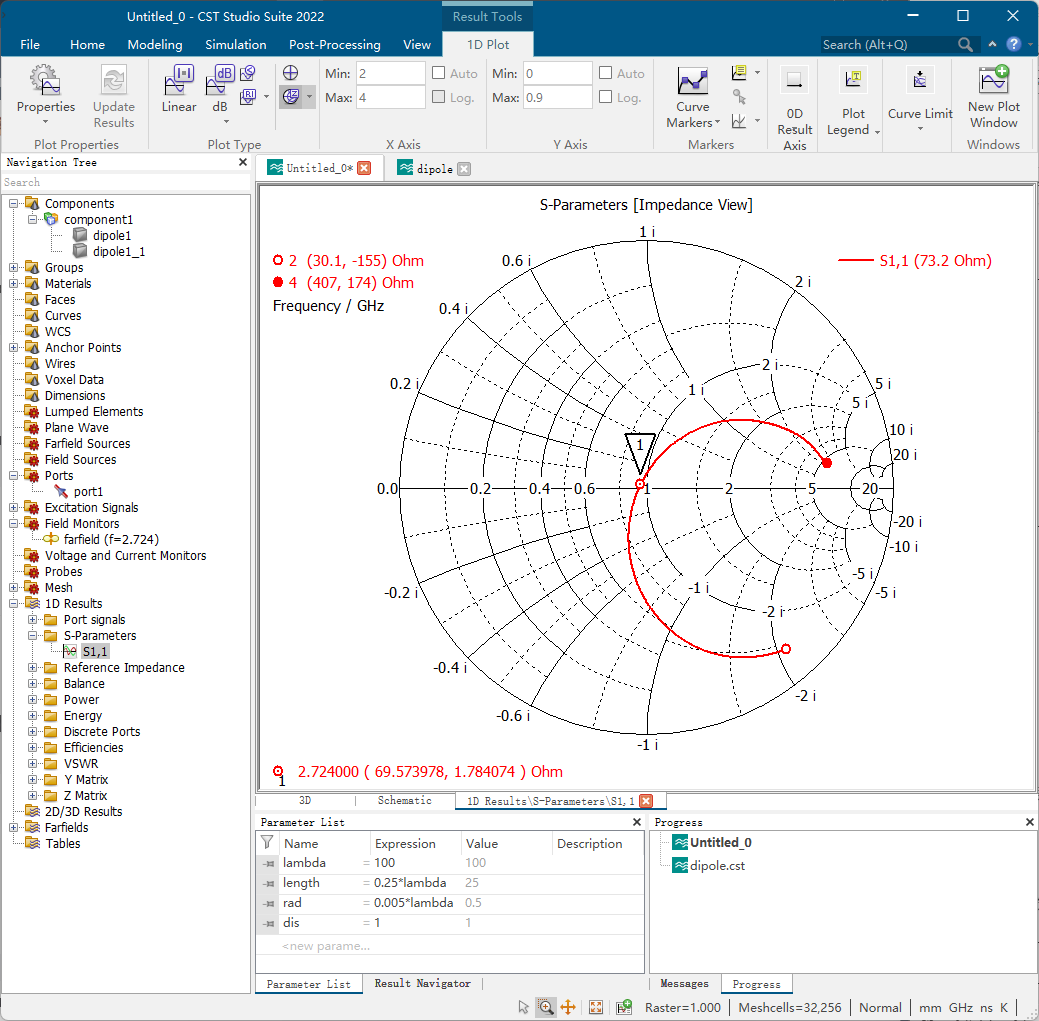 Untitled_0 - CST Studio Suite 2022
Result Tools
File Home Modeling Simulation Post-Processing View 1D Plot
Search (Alt+Q)
Properties
Update Results
Plot Properties
Linear
dB
dB
RI
Plot Type
Min: 2 Auto
Max: 4 Log.
X Axis
Min: 0 Auto
Max: 0.9 Log.
Y Axis
Curve Markers
Markers
0D Result Axis
Plot Legend
Curve Limit
New Plot Window
Windows
Navigation Tree
Search
Components
component1
dipole1
dipole1_1
Groups
Materials
Faces
Curves
WCS
Anchor Points
Wires
Voxel Data
Dimensions
Lumped Elements
Plane Wave
Farfield Sources
Field Sources
Ports
port1
Excitation Signals
Field Monitors
farfield (f=2.724)
Voltage and Current Monitors
Probes
Mesh
1D Results
Port signals
S-Parameters
S1,1
Reference Impedance
Balance
Power
Energy
Discrete Ports
Efficiencies
VSWR
Y Matrix
Z Matrix
2D/3D Results
Farfields
Tables
Untitled_0*
dipole
S-Parameters [Impedance View]
2 (30.1, -155) Ohm
4 (407, 174) Ohm
Frequency / GHz
S1,1 (73.2 Ohm)
1 i
0.6 i
2 i
0.4 i
2 i
0.2 i
1 i
5 i
5 i
10 i
20 i
1
0.0 0.2 0.4 0.6 1 2 5 20
-20 i
-10 i
-5 i
-5 i
-0.2 i
-1 i
-2 i
-0.4 i
-2 i
-0.6 i
-1 i
1
2.724000 ( 69.573978, 1.784074 ) Ohm
3D Schematic 1D Results\S-Parameters\S1,1
Parameter List
Name Expression Value Description
lambda = 100 100
length = 0.25*lambda 25
rad = 0.005*lambda 0.5
dis = 1 1
<new parame...
Parameter List Result Navigator
Progress
Untitled_0
dipole.cst
Messages Progress
Raster=1.000 Meshcells=32,256 Normal mm GHz ns K